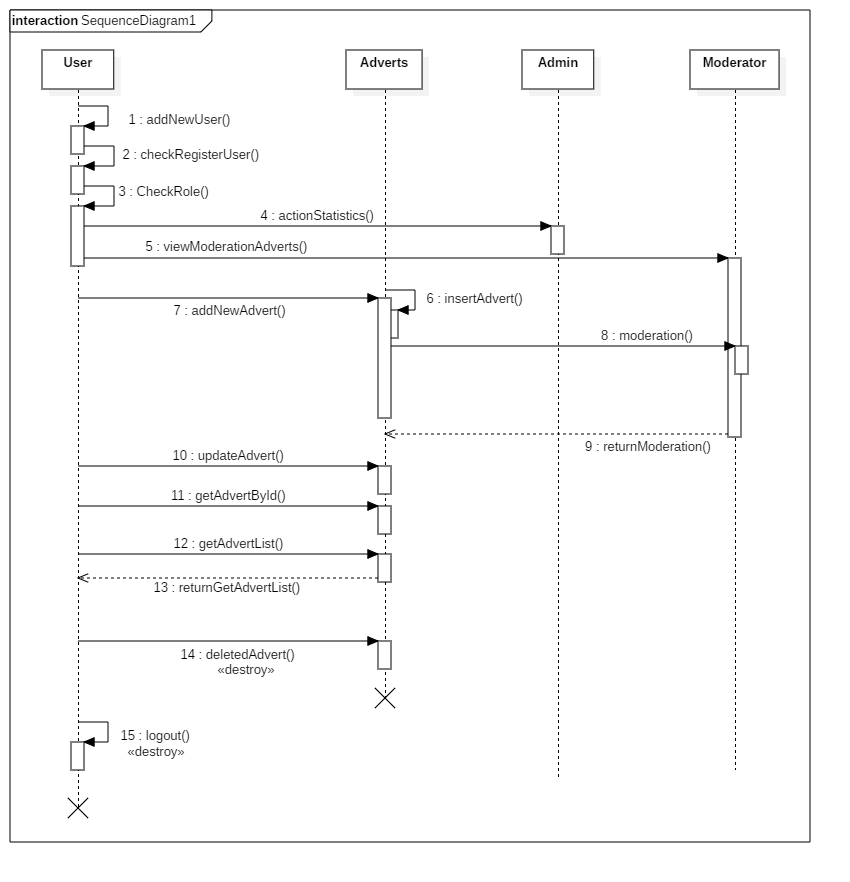 interaction SequenceDiagram1
User
Adverts
Admin
Moderator
1 : addNewUser()
2 : checkRegisterUser()
3 : CheckRole()
4 : actionStatistics()
5 : viewModerationAdverts()
6 : insertAdvert()
7 : addNewAdvert()
8 : moderation()
9 : returnModeration()
10 : updateAdvert()
11 : getAdvertById()
12 : getAdvertList()
13 : returnGetAdvertList()
14 : deletedAdvert()
«destroy»
15 : logout()
«destroy»